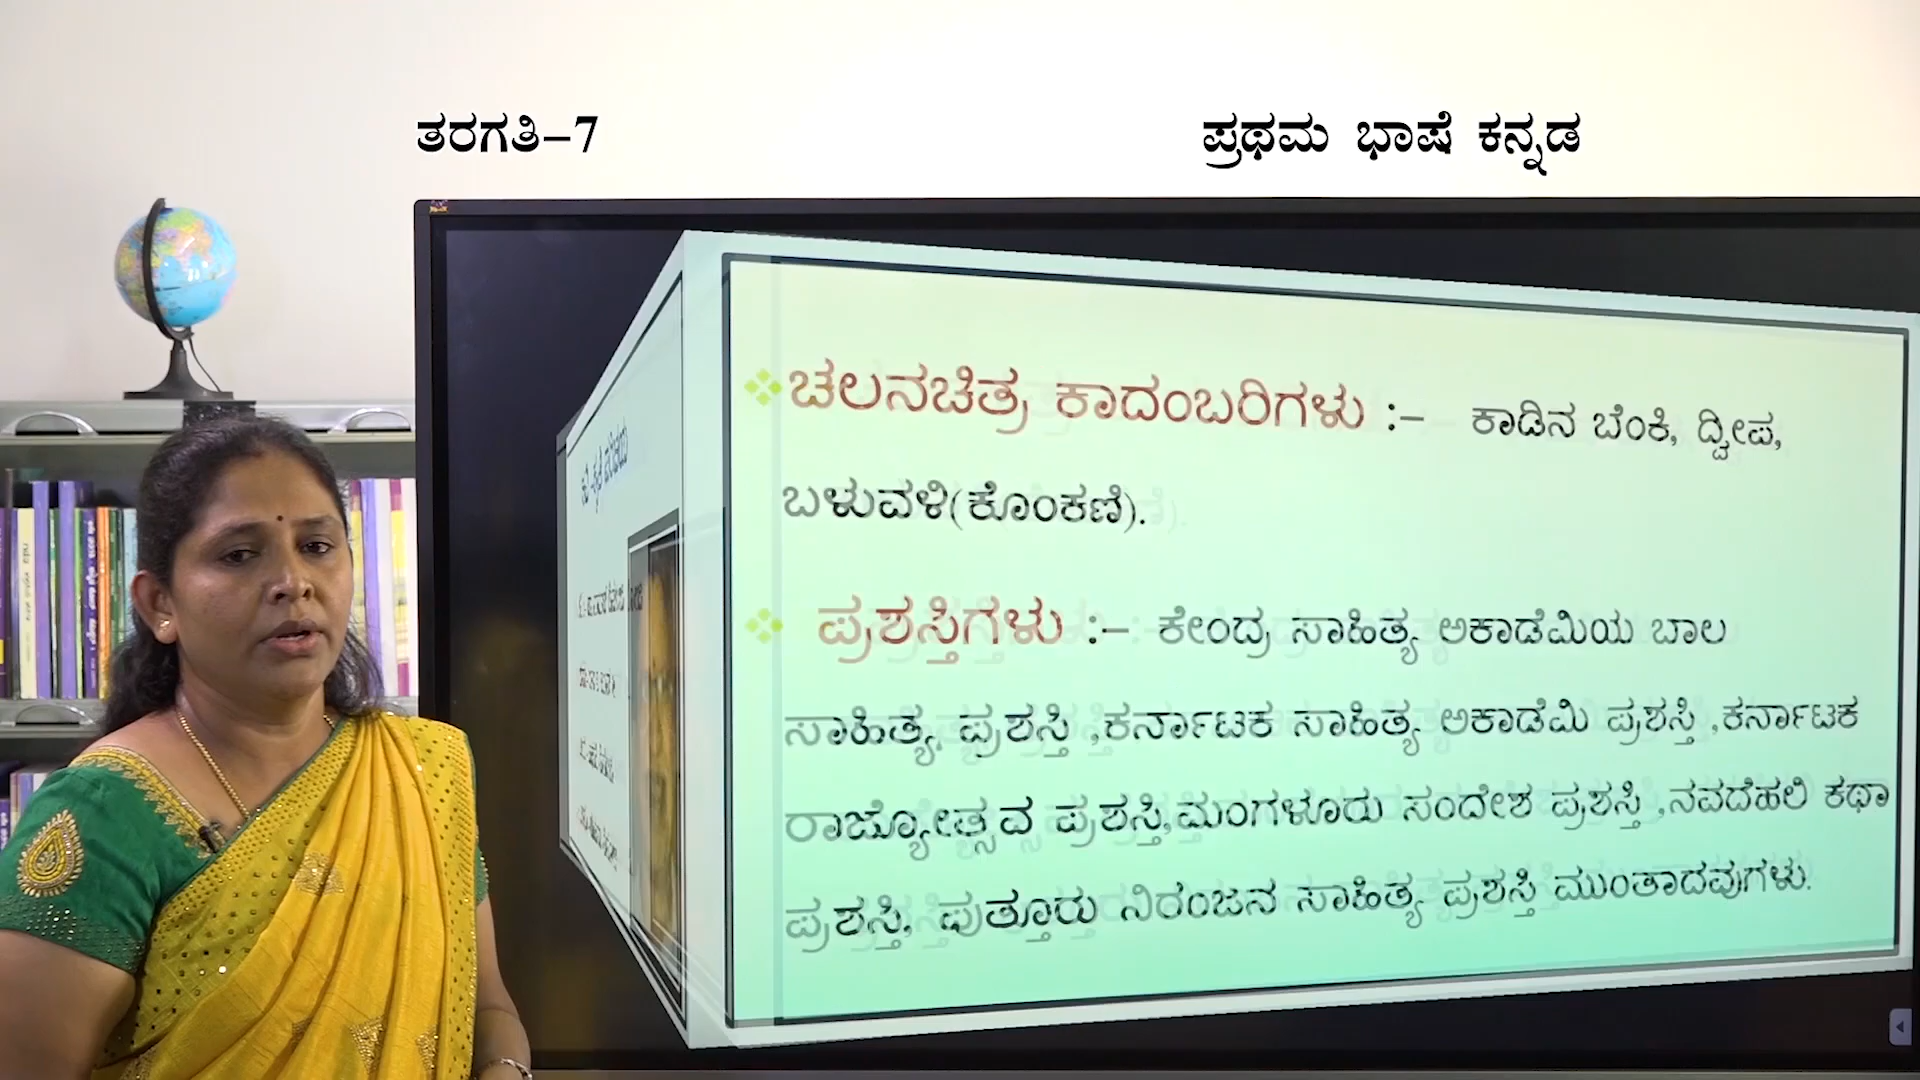 ತರಗತಿ–7
ಪ್ರಥಮ ಭಾಷೆ ಕನ್ನಡ
ಚಲನಚಿತ್ರ ಕಾದಂಬರಿಗಳು :– ಕಾಡಿನ ಬೆಂಕಿ, ದ್ವೀಪ,
ಬಳುವಳಿ(ಕೊಂಕಣಿ).
ಪ್ರಶಸ್ತಿಗಳು :– ಕೇಂದ್ರ ಸಾಹಿತ್ಯ ಅಕಾಡೆಮಿಯ ಬಾಲ
ಸಾಹಿತ್ಯ ಪ್ರಶಸ್ತಿ ,ಕರ್ನಾಟಕ ಸಾಹಿತ್ಯ ಅಕಾಡೆಮಿ ಪ್ರಶಸ್ತಿ ,ಕರ್ನಾಟಕ
ರಾಜ್ಯೋತ್ಸವ ಪ್ರಶಸ್ತಿ,ಮಂಗಳೂರು ಸಂದೇಶ ಪ್ರಶಸ್ತಿ ,ನವದೆಹಲಿ ಕಥಾ
ಪ್ರಶಸ್ತಿ, ಪುತ್ತೂರು ನಿರಂಜನ ಸಾಹಿತ್ಯ ಪ್ರಶಸ್ತಿ ಮುಂತಾದವುಗಳು.